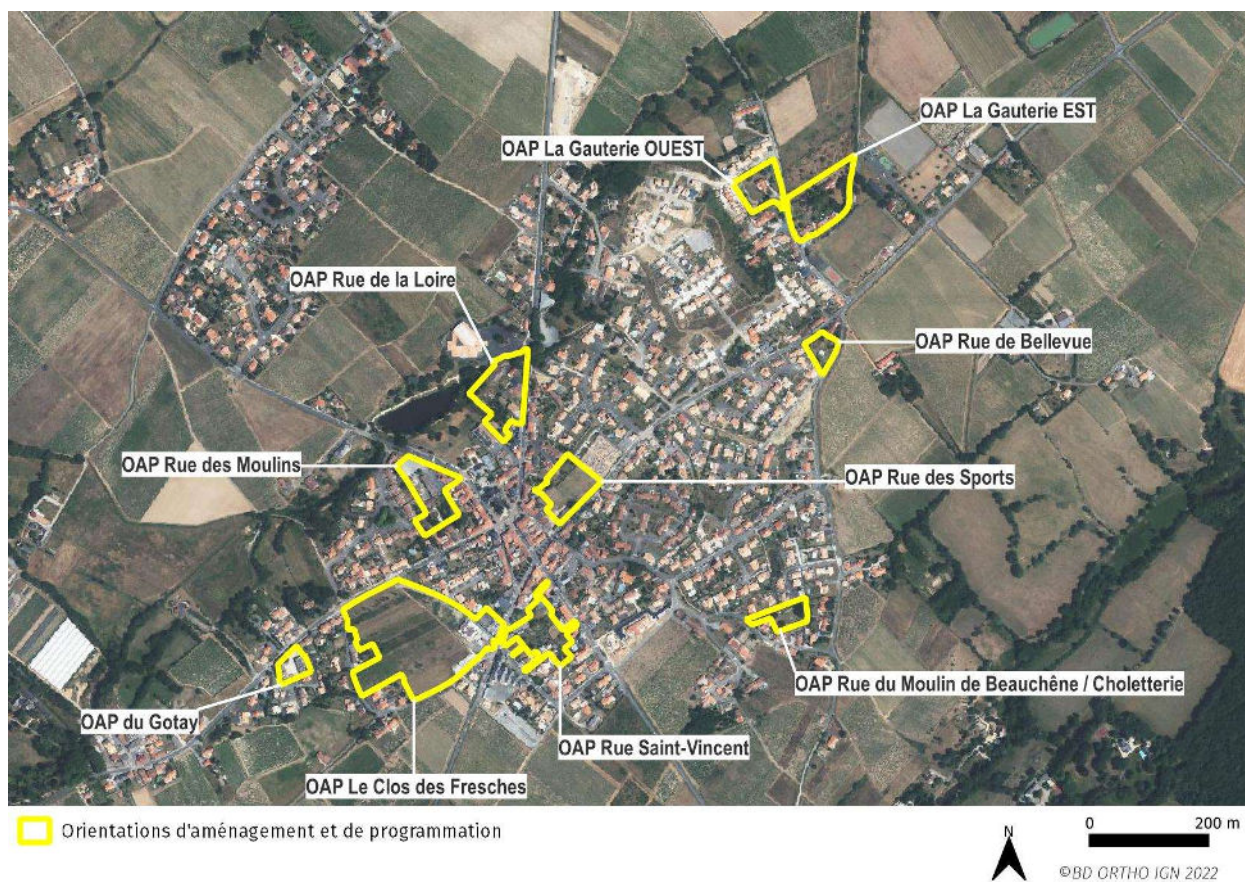 OAP La Gauterie EST
OAP La Gauterie OUEST
OAP Rue de la Loire
OAP Rue de Bellevue
OAP Rue des Moulins
OAP Rue des Sports
OAP Rue du Moulin de Beauchêne / Choletterie
OAP du Gotay
OAP Rue Saint-Vincent
OAP Le Clos des Fresches
Orientations d'aménagement et de programmation
N
0 200 m
©BD ORTHO IGN 2022